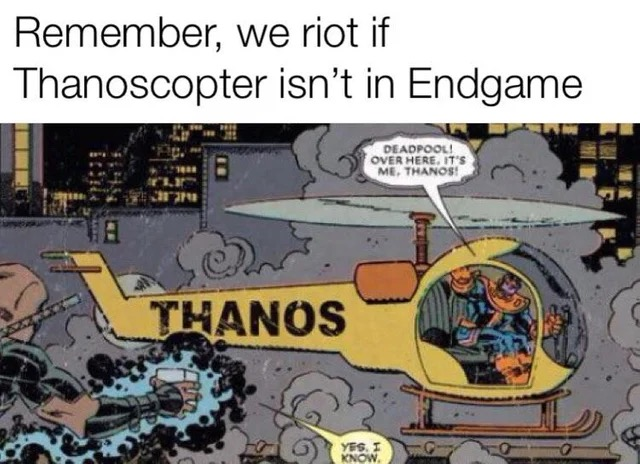 Remember, we riot if
Thanoscopter isn't in Endgame
DEADPOOL!
OVER HERE, IT'S
ME, THANOS!
THANOS
YES, I
KNOW.